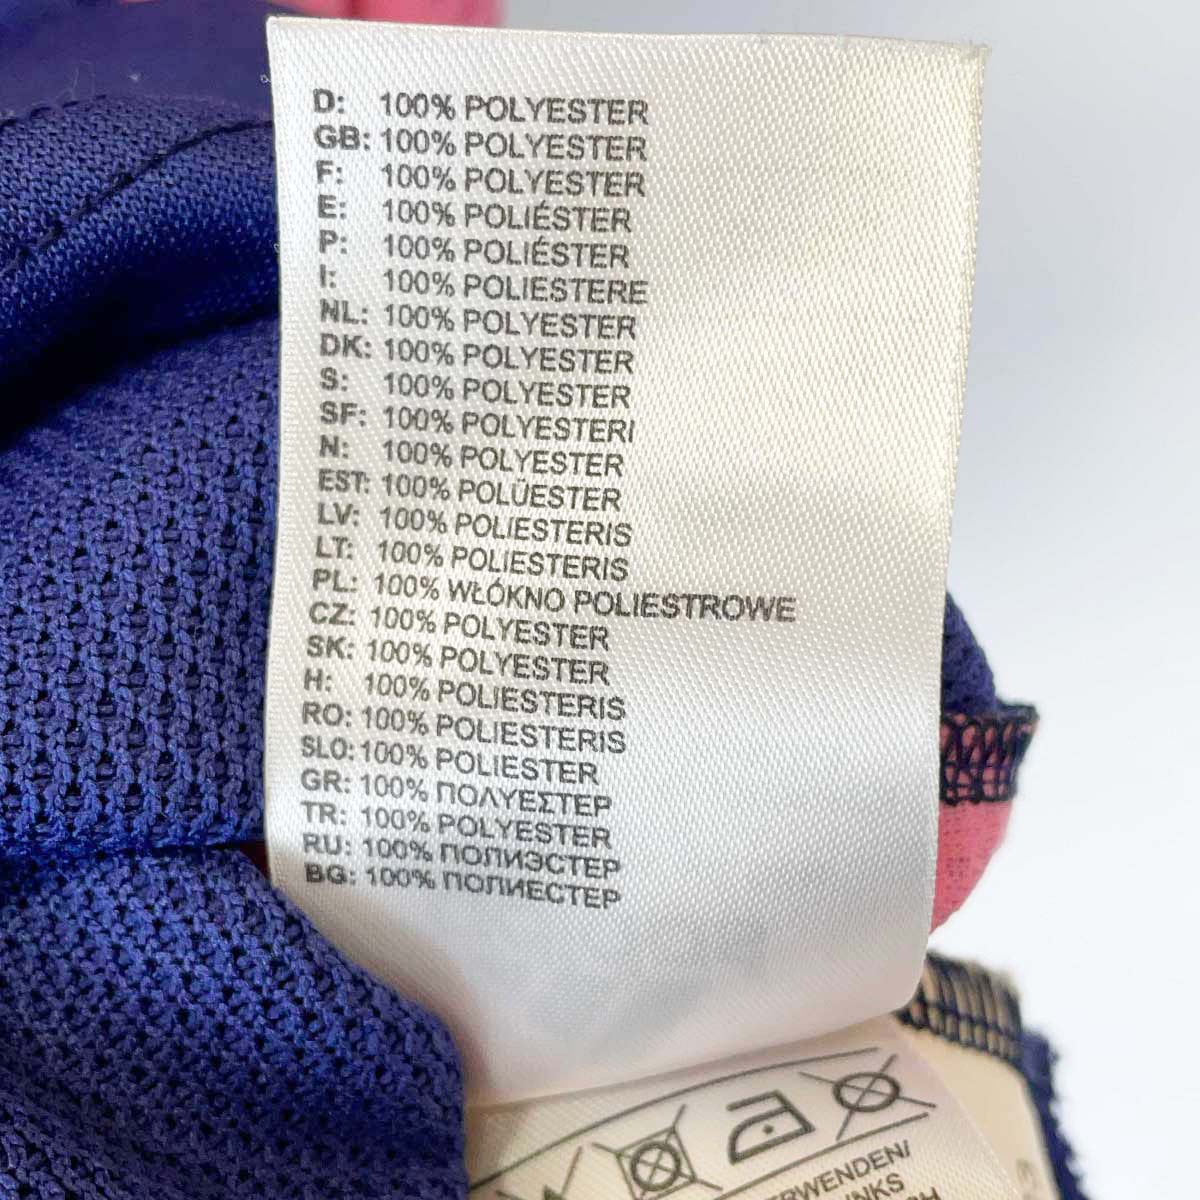 D: 100% POLYESTER
GB: 100% POLYESTER
F: 100% POLYESTER
E: 100% POLIÉSTER
P: 100% POLIÉSTER
I: 100% POLIESTERE
NL: 100% POLYESTER
DK: 100% POLYESTER
S: 100% POLYESTER
SF: 100% POLYESTERI
N: 100% POLYESTER
EST: 100% POLÜESTER
LV: 100% POLIESTERIS
LT: 100% POLIESTERIS
PL: 100% WŁÓKNO POLIESTROWE
CZ: 100% POLYESTER
SK: 100% POLYESTER
H: 100% POLIESTERIS
RO: 100% POLIESTERIS
SLO: 100% POLIESTER
GR: 100% ΠΟΛΥΕΣΤΕΡ
TR: 100% POLYESTER
RU: 100% ПОЛИЭСТЕР
BG: 100% ПОЛИЕСТЕР